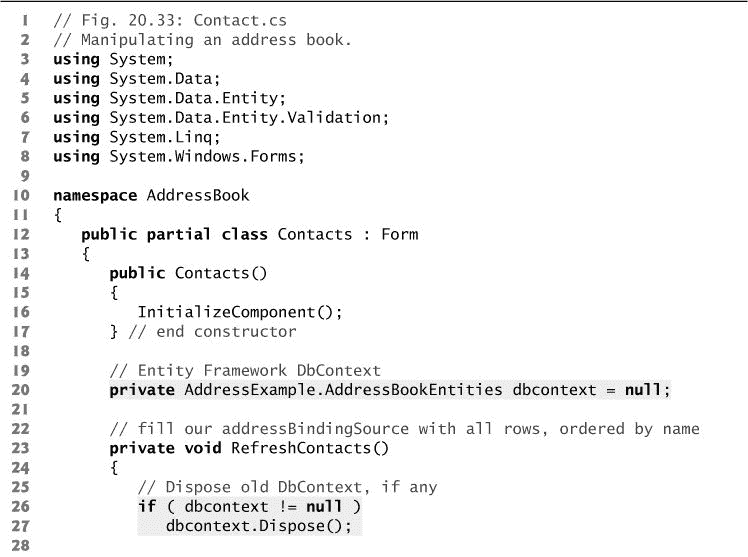 1 // Fig. 20.33: Contact.cs
2 // Manipulating an address book.
3 using System;
4 using System.Data;
5 using System.Data.Entity;
6 using System.Data.Entity.Validation;
7 using System.Linq;
8 using System.Windows.Forms;
9
10 namespace AddressBook
11 {
12 public partial class Contacts : Form
13 {
14 public Contacts()
15 {
16 InitializeComponent();
17 } // end constructor
18
19 // Entity Framework DbContext
20 private AddressExample.AddressBookEntities dbcontext = null;
21
22 // fill our addressBindingSource with all rows, ordered by name
23 private void RefreshContacts()
24 {
25 // Dispose old DbContext, if any
26 if ( dbcontext != null )
27 dbcontext.Dispose();
28